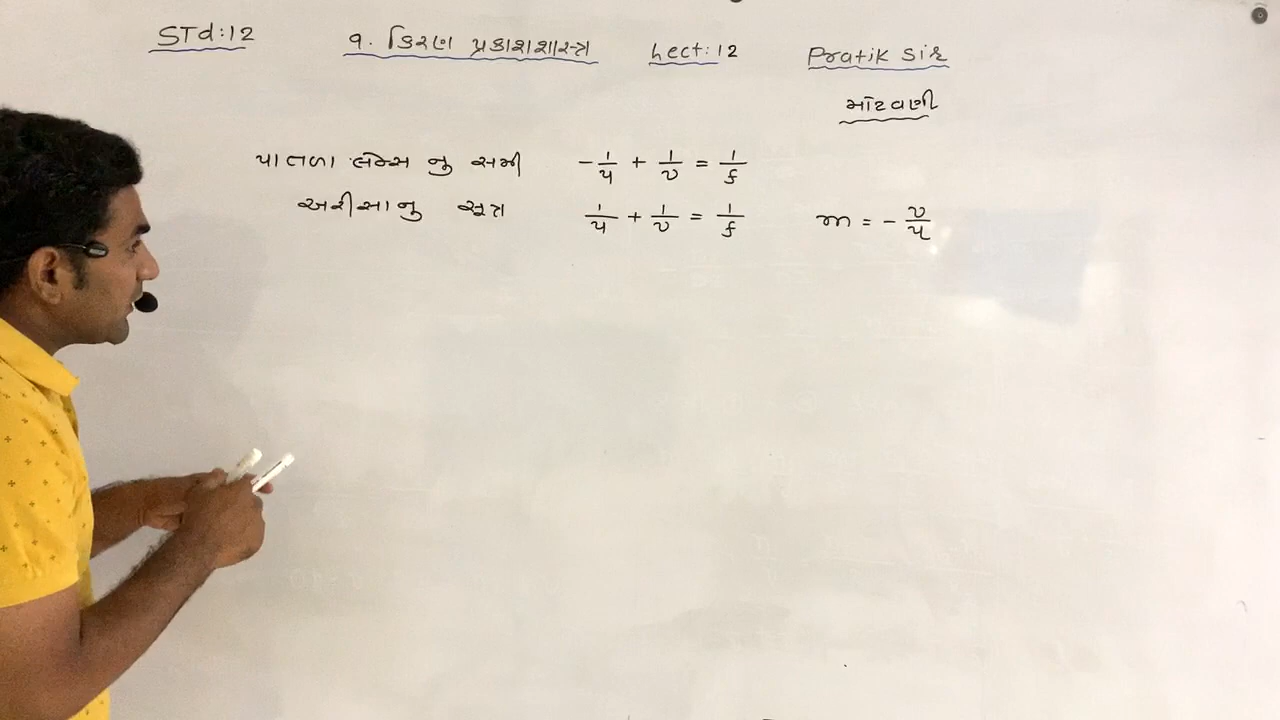 STd:12 ૧. કિરણ પ્રકાશશાસ્ત્ર Lect:12 Pratik Sir
મોટવણી
પાતળા લેન્સ નુ સમી -1/u + 1/v = 1/f
અરીસાનુ સૂત્ર 1/u + 1/v = 1/f m = -v/u